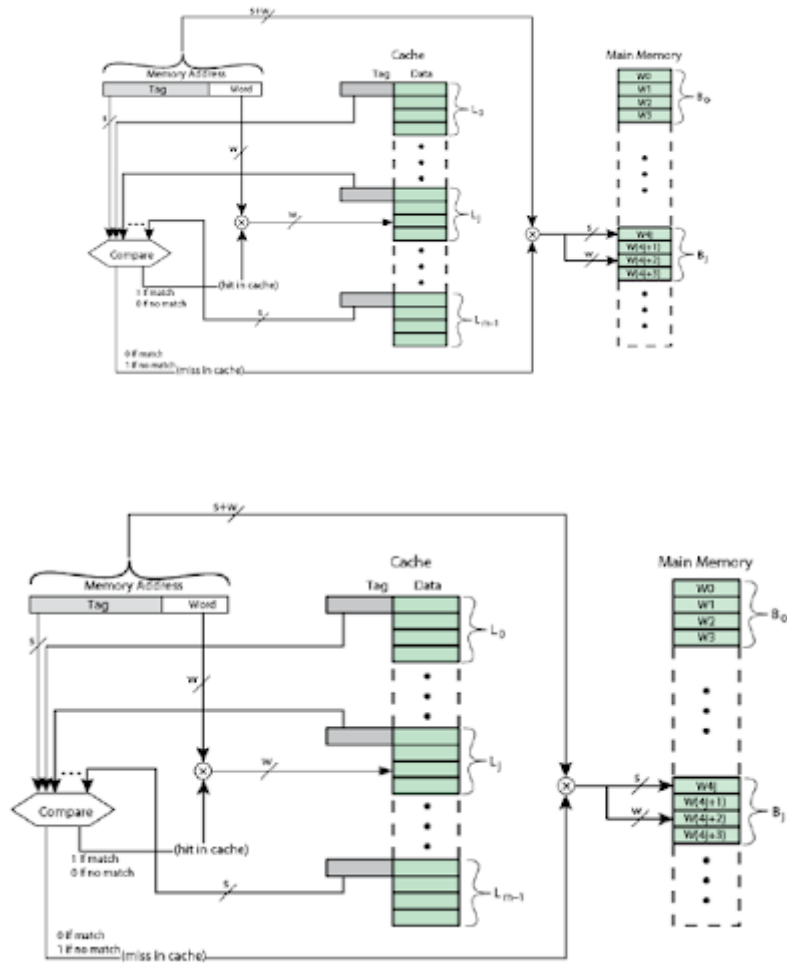 s+w
Cache
Main Memory
Memory Address
Tag Data
Tag Word
W0
W1
W2
W3
B0
L0
s
w
w
Lj
s
w
W4j
W(4j+1)
W(4j+2)
W(4j+3)
Bj
Compare
(hit in cache)
1 if match
0 if no match
s
Lm-1
0 if match
1 if no match
(miss in cache)
s+w
Cache
Main Memory
Memory Address
Tag Data
Tag Word
W0
W1
W2
W3
B0
L0
s
w
w
Lj
s
w
W4j
W(4j+1)
W(4j+2)
W(4j+3)
Bj
Compare
(hit in cache)
1 if match
0 if no match
s
Lm-1
0 if match
1 if no match
(miss in cache)